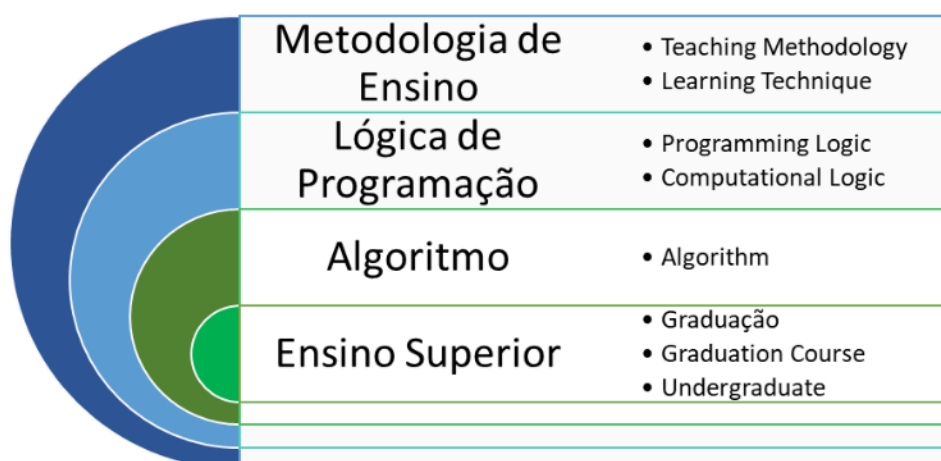 Metodologia de
Ensino
• Teaching Methodology
• Learning Technique
Lógica de
Programação
• Programming Logic
• Computational Logic
Algoritmo
• Algorithm
Ensino Superior
• Graduação
• Graduation Course
• Undergraduate